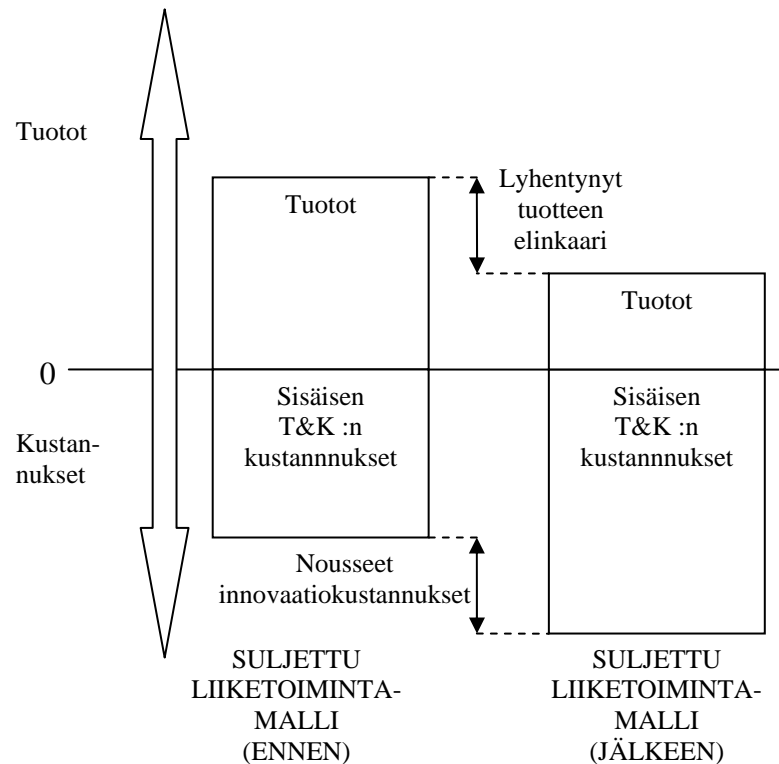 Tuotot
Tuotot
Lyhentynyt
tuotteen
elinkaari
Tuotot
0
Sisäisen
T&K :n
kustannnukset
Sisäisen
T&K :n
kustannnukset
Kustan-
nukset
Nousseet
innovaatiokustannukset
SULJETTU
LIIKETOIMINTA-
MALLI
(ENNEN)
SULJETTU
LIIKETOIMINTA-
MALLI
(JÄLKEEN)